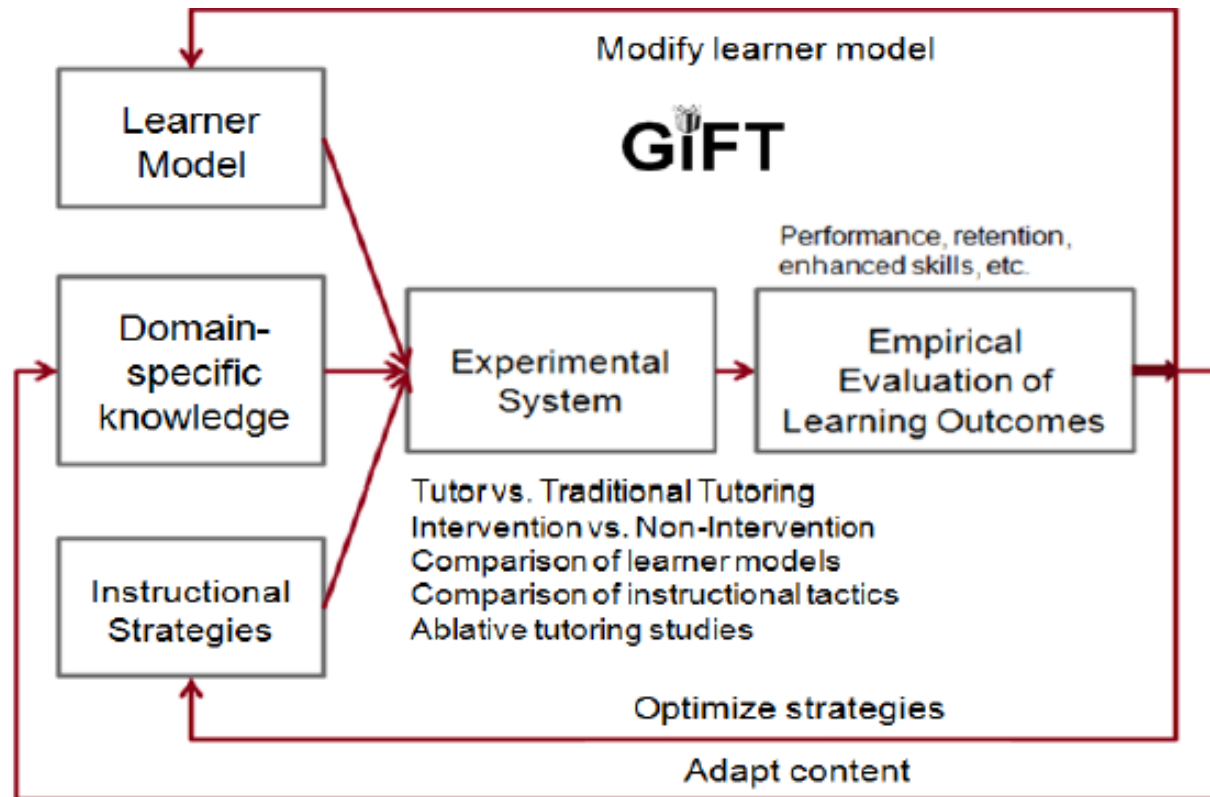 Modify learner model
Learner
Model
GiFT
Performance, retention,
enhanced skills, etc.
Domain-
specific
knowledge
Experimental
System
Empirical
Evaluation of
Learning Outcomes
Tutor vs. Traditional Tutoring
Intervention vs. Non-Intervention
Comparison of learner models
Comparison of instructional tactics
Ablative tutoring studies
Instructional
Strategies
Optimize strategies
Adapt content